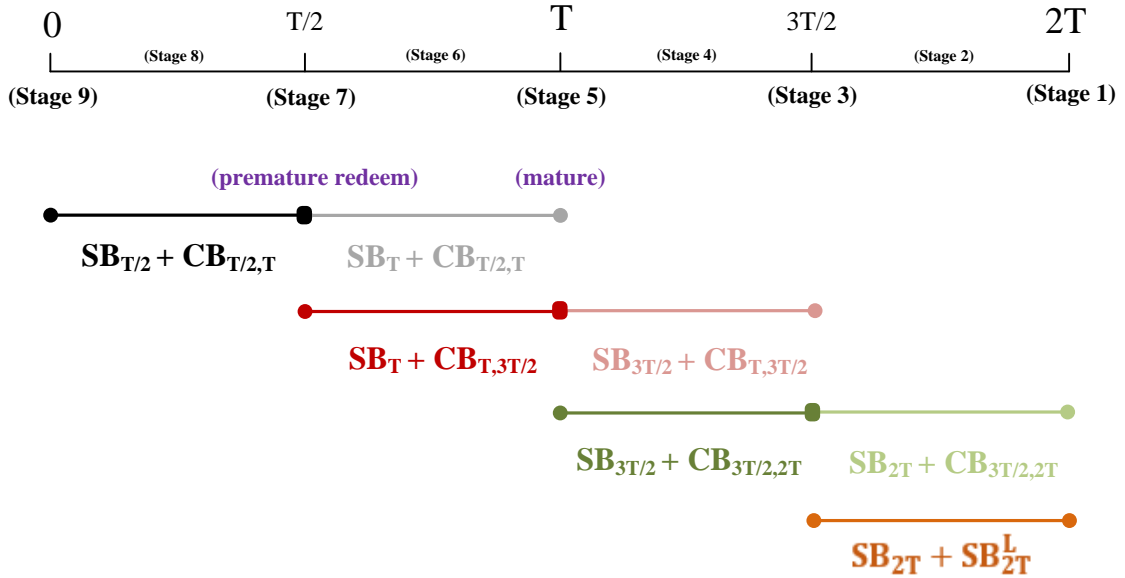 0 T/2 T 3T/2 2T
(Stage 8) (Stage 6) (Stage 4) (Stage 2)
(Stage 9) (Stage 7) (Stage 5) (Stage 3) (Stage 1)
(premature redeem) (mature)
SB_{T/2} + CB_{T/2,T} SB_T + CB_{T/2,T}
SB_T + CB_{T,3T/2} SB_{3T/2} + CB_{T,3T/2}
SB_{3T/2} + CB_{3T/2,2T} SB_{2T} + CB_{3T/2,2T}
SB_{2T} + SB_{2T}^L